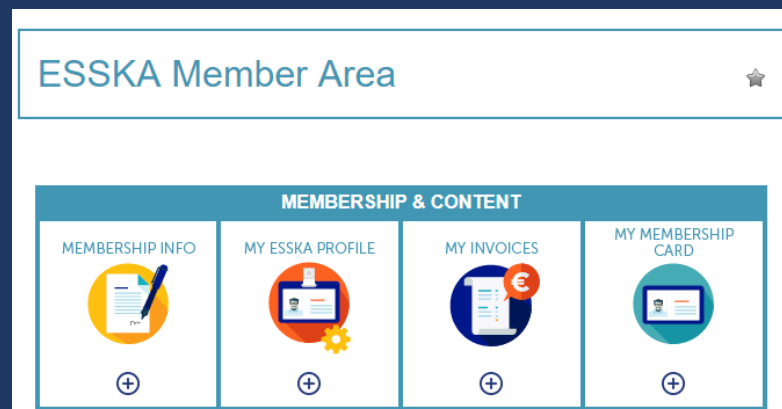 ESSKA Member Area
MEMBERSHIP & CONTENT
MEMBERSHIP INFO
MY ESSKA PROFILE
MY INVOICES
MY MEMBERSHIP
CARD
€